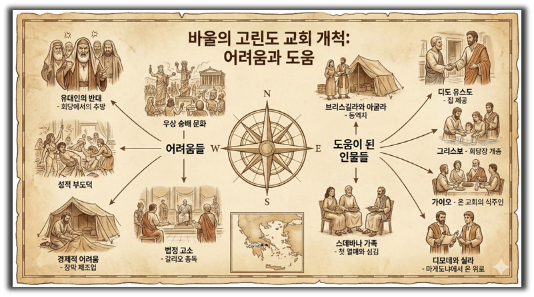 바울의 고린도 교회 개척:
어려움과 도움
유대인의 반대
- 회당에서의 추방
우상 숭배 문화
어려움들
성적 부도덕
경제적 어려움
- 장막 제조업
법정 고소
- 갈리오 총독
N
W
E
S
브리스길라와 아굴라
- 동역자
도움이 된
인물들
디도 유스도
- 집 제공
그리스보 - 회당장 개종
가이오 - 온 교회의 식주인
스데바나 가족
- 첫 열매와 섬김
디모데와 실라
- 마게도냐에서 온 위로